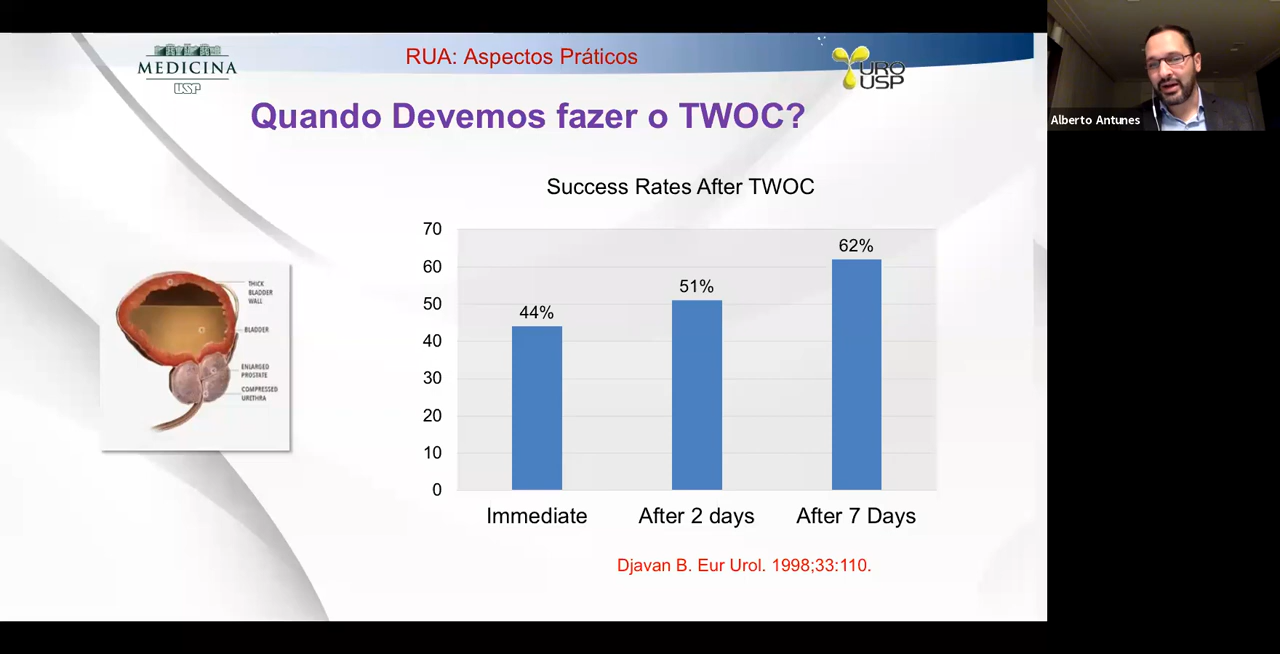 MEDICINA
USP
RUA: Aspectos Práticos
URO
USP
Quando Devemos fazer o TWOC?
Alberto Antunes
Success Rates After TWOC
70
60
50
40
30
20
10
0
44%
51%
62%
Immediate
After 2 days
After 7 Days
THICK
BLADDER
WALL
BLADDER
ENLARGED
PROSTATE
COMPRESSED
URETHRA
Djavan B. Eur Urol. 1998;33:110.